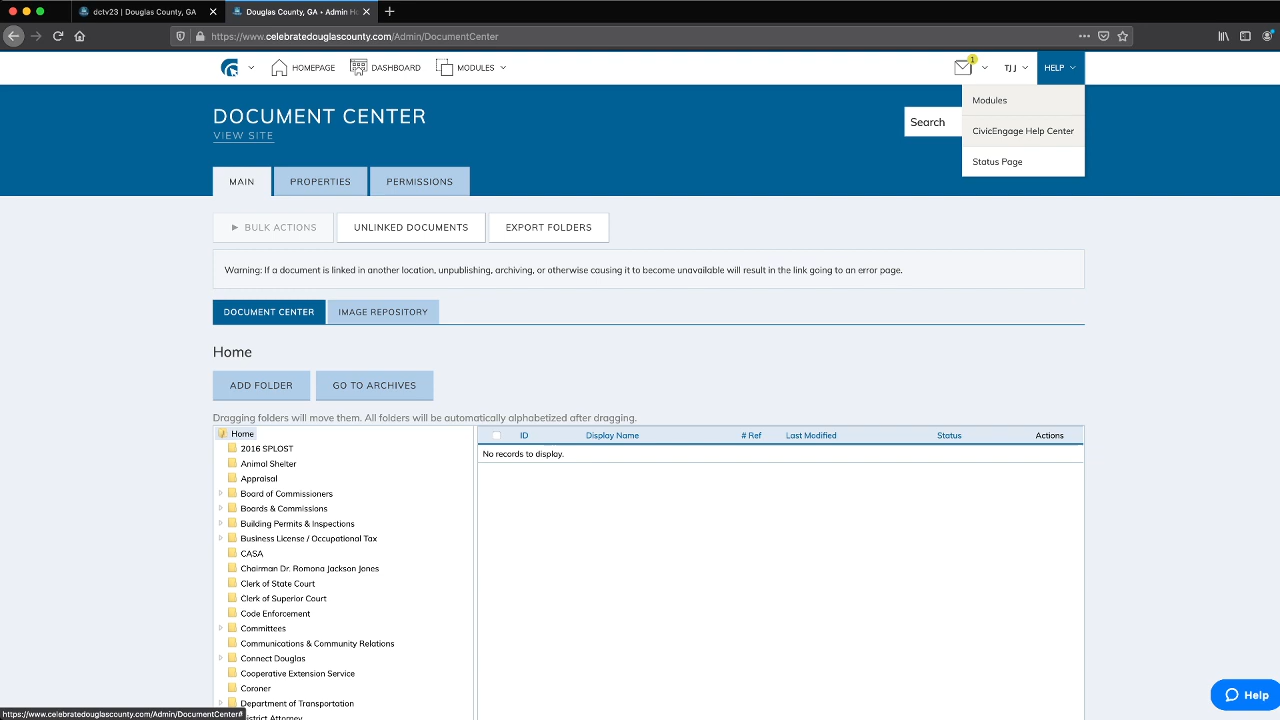 dctv23 | Douglas County, GA
Douglas County, GA • Admin H
https://www.celebratedouglascounty.com/Admin/DocumentCenter
HOMEPAGE
DASHBOARD
MODULES
1
TJ J
HELP
DOCUMENT CENTER
VIEW SITE
Search
Modules
CivicEngage Help Center
Status Page
MAIN
PROPERTIES
PERMISSIONS
BULK ACTIONS
UNLINKED DOCUMENTS
EXPORT FOLDERS
Warning: If a document is linked in another location, unpublishing, archiving, or otherwise causing it to become unavailable will result in the link going to an error page.
DOCUMENT CENTER
IMAGE REPOSITORY
Home
ADD FOLDER
GO TO ARCHIVES
Dragging folders will move them. All folders will be automatically alphabetized after dragging.
Home
2016 SPLOST
Animal Shelter
Appraisal
Board of Commissioners
Boards & Commissions
Building Permits & Inspections
Business License / Occupational Tax
CASA
Chairman Dr. Romona Jackson Jones
Clerk of State Court
Clerk of Superior Court
Code Enforcement
Committees
Communications & Community Relations
Connect Douglas
Cooperative Extension Service
Coroner
Department of Transportation
District Attorney
ID
Display Name
# Ref
Last Modified
Status
Actions
No records to display.
Help
https://www.celebratedouglascounty.com/Admin/DocumentCenter#